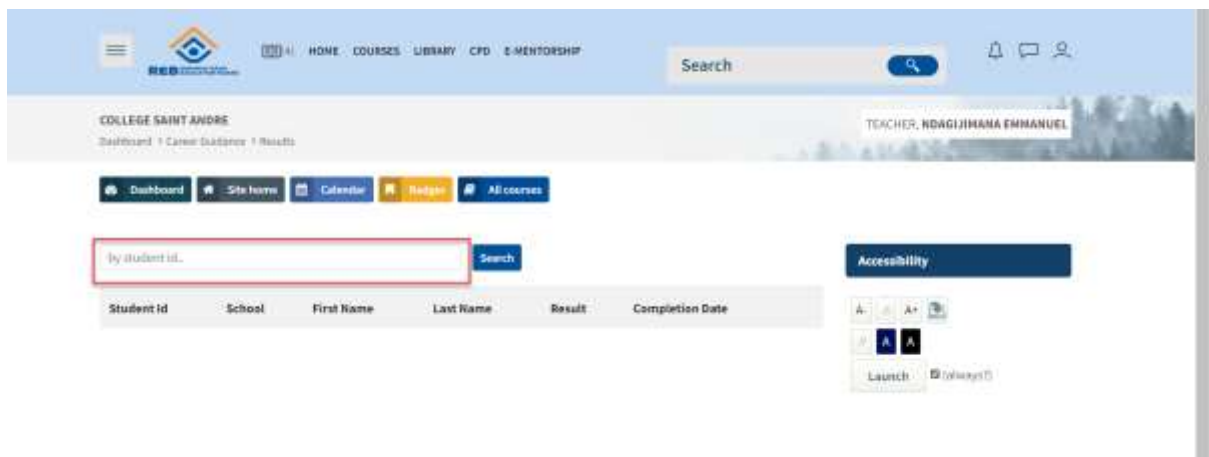 HOME COURSES LIBRARY CPD E-MENTORSHIP
Search
REB
COLLEGE SAINT ANDRE
TEACHER, NDAGIJIMANA EMMANUEL
Dashboard Career Guidance Results
Dashboard Site home Calendar Badges All courses
by student id..
Search
Accessibility
Student id School First Name Last Name Result Completion Date
A- A A+
A A
Launch (always?)